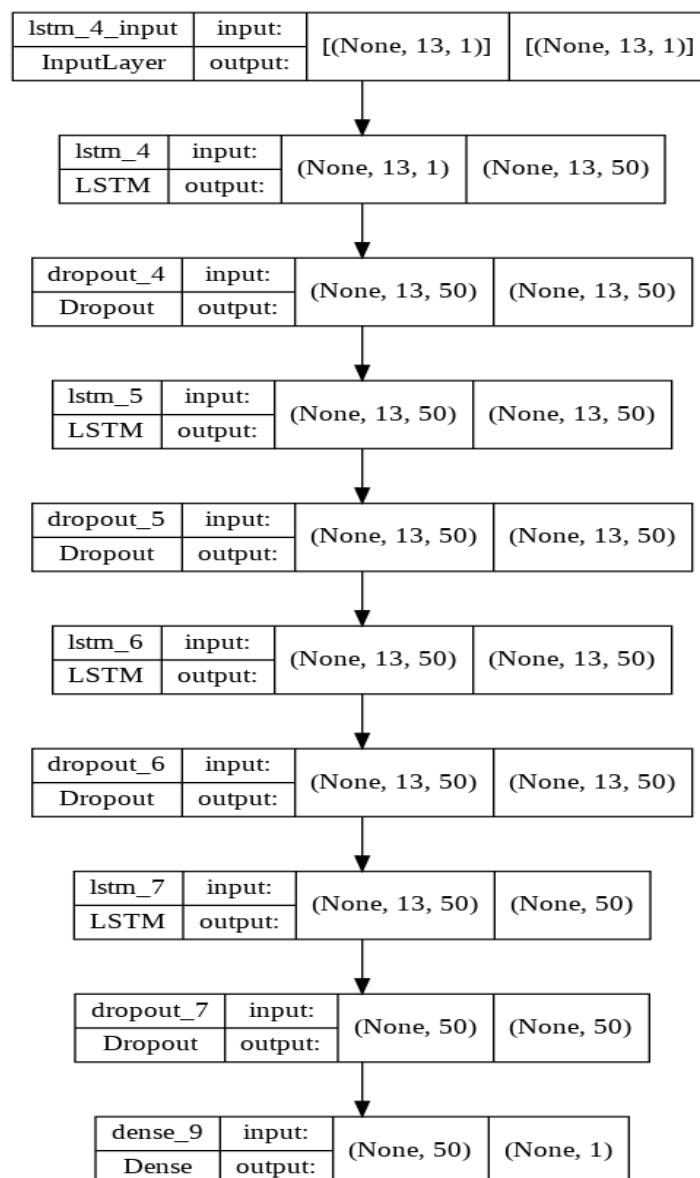 lstm_4_input input: [(None, 13, 1)] [(None, 13, 1)]
InputLayer output:
lstm_4 input: (None, 13, 1) (None, 13, 50)
LSTM output:
dropout_4 input: (None, 13, 50) (None, 13, 50)
Dropout output:
lstm_5 input: (None, 13, 50) (None, 13, 50)
LSTM output:
dropout_5 input: (None, 13, 50) (None, 13, 50)
Dropout output:
lstm_6 input: (None, 13, 50) (None, 13, 50)
LSTM output:
dropout_6 input: (None, 13, 50) (None, 13, 50)
Dropout output:
lstm_7 input: (None, 13, 50) (None, 50)
LSTM output:
dropout_7 input: (None, 50) (None, 50)
Dropout output:
dense_9 input: (None, 50) (None, 1)
Dense output: